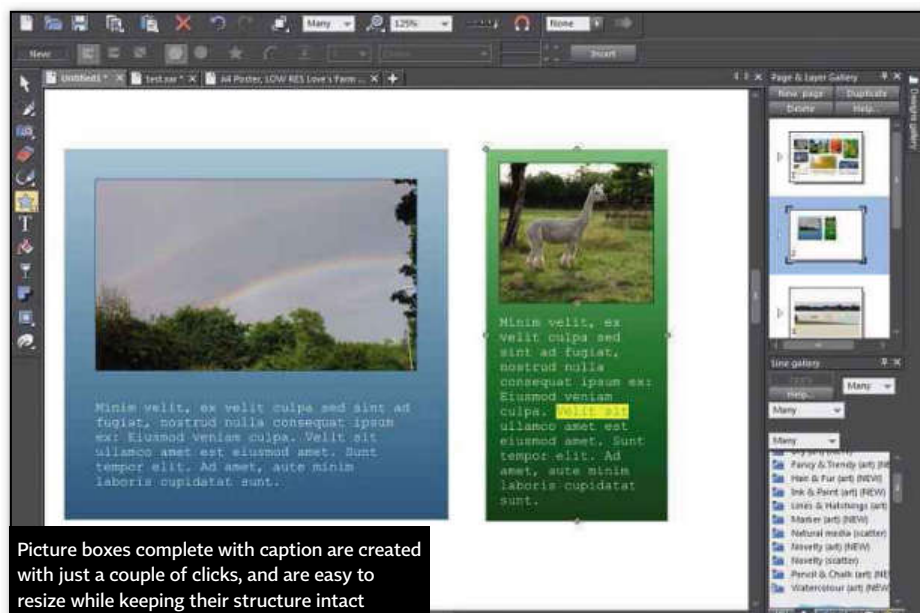 Many
125%
None
New
Insert
Untitled1 * X
test.xar * X
A4 Poster, LOW RES Love's Farm ... X
Page & Layer Gallery
New page
Duplicate
Delete
Help...
Designs gallery
Minim velit, ex velit culpa sed sint ad
fugiat, nostrud nulla consequat ipsum
ex: Eiusmod veniam culpa. Velit sit
ullamco amet est eiusmod amet. Sunt
tempor elit. Ad amet, aute minim
laboris cupidatat sunt.
Minim velit, ex
velit culpa sed
sint ad fugiat,
nostrud nulla
consequat ipsum ex:
Eiusmod veniam
culpa. Velit sit
ullamco amet est
eiusmod amet. Sunt
tempor elit. Ad
amet, aute minim
laboris cupidatat
sunt.
Line gallery
Help...
Many
Many
Many
Fancy & Trendy (art) (NE
Hair & Fur (art) (NEW)
Ink & Paint (art) (NEW)
Lines & Hatchings (art)
Marker (art) (NEW)
Natural media (scatter)
Novelty (art) (NEW)
Novelty (scatter)
Pencil & Chalk (art) (NE
Watercolour (art) (NEW)
Picture boxes complete with caption are created
with just a couple of clicks, and are easy to
resize while keeping their structure intact